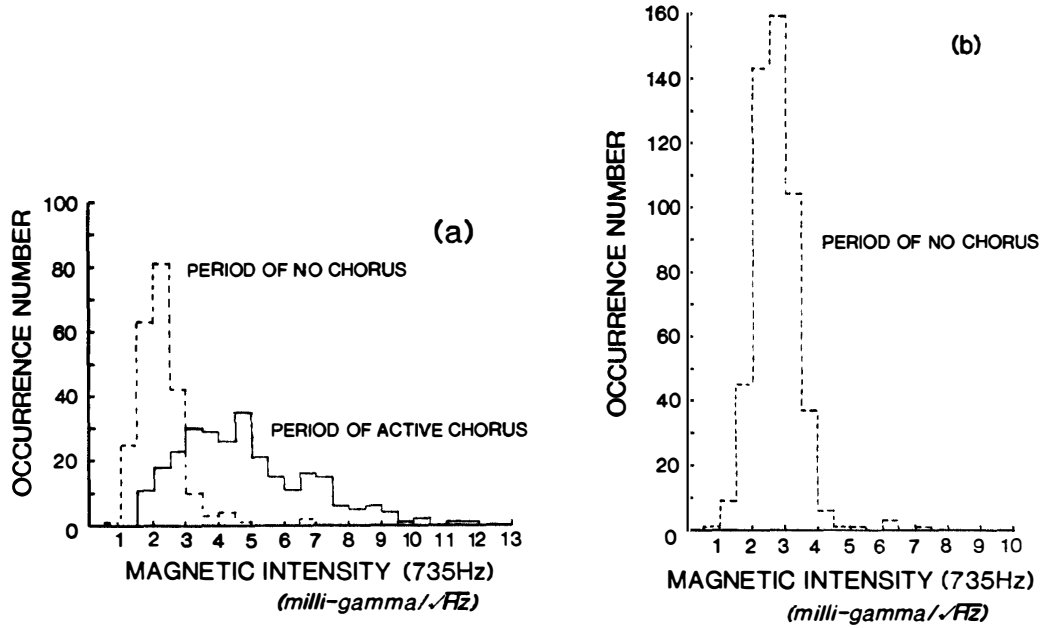 (a)
OCCURRENCE NUMBER
100
80
60
40
20
0
PERIOD OF NO CHORUS
PERIOD OF ACTIVE CHORUS
1 2 3 4 5 6 7 8 9 10 11 12 13
MAGNETIC INTENSITY (735Hz)
(milli-gamma/√Hz)
(b)
OCCURRENCE NUMBER
160
140
120
100
80
60
40
20
0
PERIOD OF NO CHORUS
1 2 3 4 5 6 7 8 9 10
MAGNETIC INTENSITY (735Hz)
(milli-gamma/√Hz)